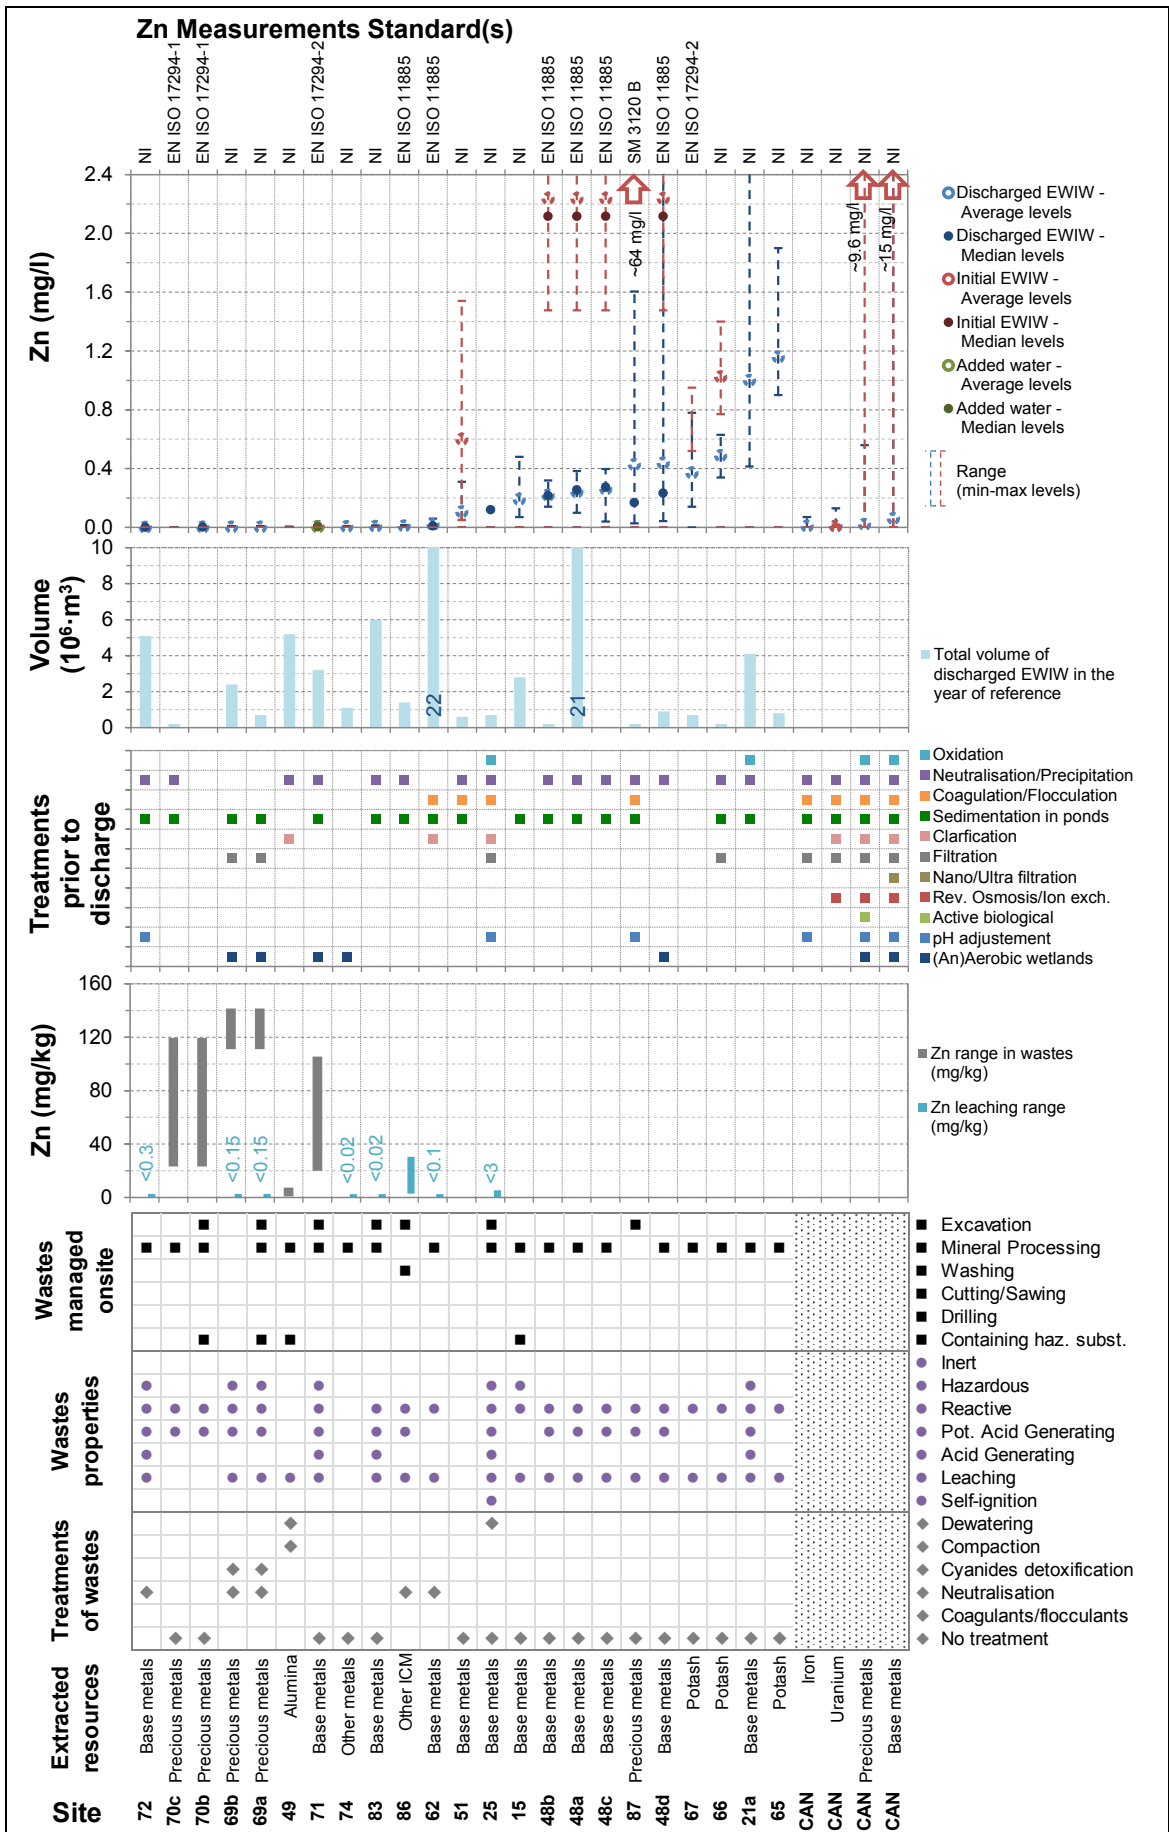 Zn Measurements Standard(s)
NI
EN ISO 17294-1
EN ISO 17294-1
NI
NI
NI
EN ISO 17294-2
NI
NI
EN ISO 11885
EN ISO 11885
NI
NI
NI
EN ISO 11885
EN ISO 11885
EN ISO 11885
SM 3120 B
EN ISO 11885
EN ISO 17294-2
NI
NI
NI
NI
NI
NI
NI
Zn (mg/l)
2.4
2.0
1.6
1.2
0.8
0.4
0.0
~64 mg/l
~9.6 mg/l
~15 mg/l
Discharged EWIW -
Average levels
Discharged EWIW -
Median levels
Initial EWIW -
Average levels
Initial EWIW -
Median levels
Added water -
Average levels
Added water -
Median levels
Range
(min-max levels)
Volume
(10⁶·m³)
10
8
6
4
2
0
22
21
Total volume of
discharged EWIW in the
year of reference
Treatments
prior to
discharge
Oxidation
Neutralisation/Precipitation
Coagulation/Flocculation
Sedimentation in ponds
Clarfication
Filtration
Nano/Ultra filtration
Rev. Osmosis/Ion exch.
Active biological
pH adjustement
(An)Aerobic wetlands
Zn (mg/kg)
160
120
80
40
0
<0.3
<0.15
<0.15
<0.02
<0.02
<0.1
<3
Zn range in wastes
(mg/kg)
Zn leaching range
(mg/kg)
Wastes
managed
onsite
Excavation
Mineral Processing
Washing
Cutting/Sawing
Drilling
Containing haz. subst.
Wastes
properties
Inert
Hazardous
Reactive
Pot. Acid Generating
Acid Generating
Leaching
Self-ignition
Treatments
of wastes
Dewatering
Compaction
Cyanides detoxification
Neutralisation
Coagulants/flocculants
No treatment
Extracted
resources
Base metals
Precious metals
Precious metals
Precious metals
Precious metals
Alumina
Base metals
Other metals
Base metals
Other ICM
Base metals
Base metals
Base metals
Base metals
Base metals
Base metals
Base metals
Precious metals
Base metals
Potash
Potash
Base metals
Potash
Iron
Uranium
Precious metals
Base metals
Site
72
70c
70b
69b
69a
49
71
74
83
86
62
51
25
15
48b
48a
48c
87
48d
67
66
21a
65
CAN
CAN
CAN
CAN